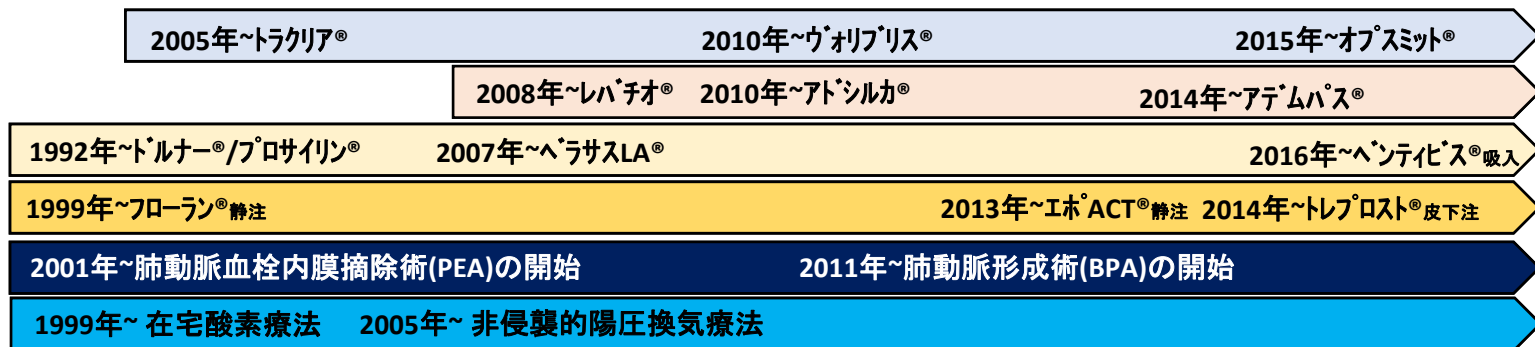 2005年~ﾄﾗｸﾘｱ® 2010年~ｳﾞｫﾘﾌﾞﾘｽ® 2015年~ｵﾌﾟｽﾐｯﾄ®
2008年~ﾚﾊﾞﾁｵ® 2010年~ｱﾄﾞｼﾙｶ® 2014年~ｱﾃﾞﾑﾊﾟｽ®
1992年~ﾄﾞﾙﾅｰ®/ﾌﾟﾛｻｲﾘﾝ® 2007年~ﾍﾞﾗｻｽLA® 2016年~ﾍﾞﾝﾃｨﾋﾞｽ®吸入
1999年~ﾌﾛｰﾗﾝ®静注 2013年~ｴﾎﾟACT®静注 2014年~ﾄﾚﾌﾟﾛｽﾄ®皮下注
2001年~肺動脈血栓内膜摘除術(PEA)の開始 2011年~肺動脈形成術(BPA)の開始
1999年~ 在宅酸素療法 2005年~ 非侵襲的陽圧換気療法